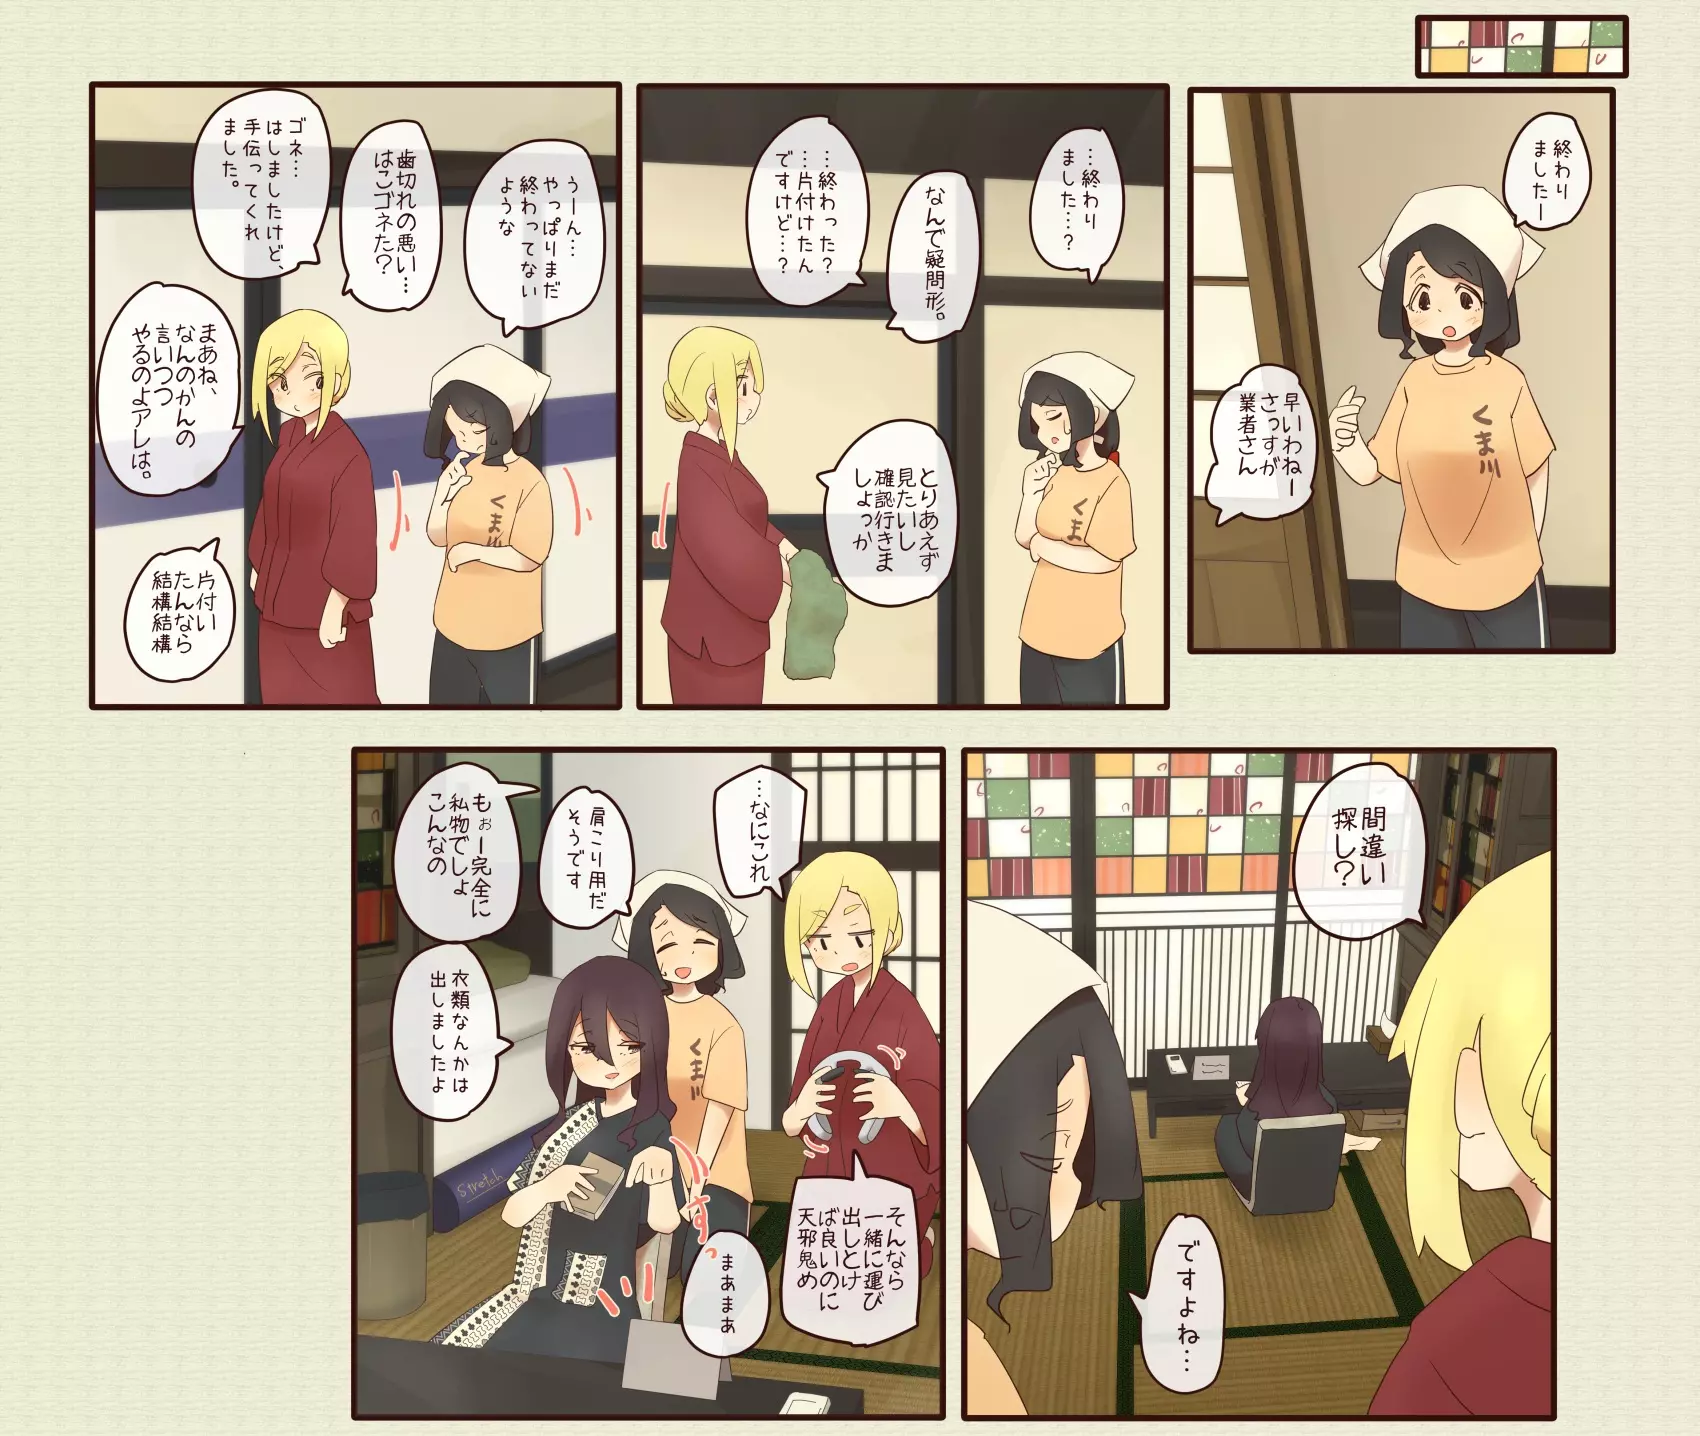 終わり
ましたー
早いわねー
さっすが
業者さん
くま川
…終わり
ました…?
なんで疑問形。
…終わった?
…片付けたん
ですけど…?
とりあえず
見たいし
確認行きま
しょっか
くま
うーん…
やっぱりまだ
終わってない
ような
歯切れの悪い…
はこゴネた?
ゴネ…
はしましたけど、
手伝ってくれ
ました。
まあね、
なんのかんの
言いつつ
やるのよアレは。
片付い
たんなら
結構結構
くま川
間違い
探し?
ですよね…
…なにこれ
肩こり用だ
そうです
もぉー完全に
私物でしょ
こんなの
衣類なんかは
出しましたよ
そんなら
一緒に運び
出しとけ
ば良いのに
天邪鬼め
まあまあ
すっ
くま川
Stretch